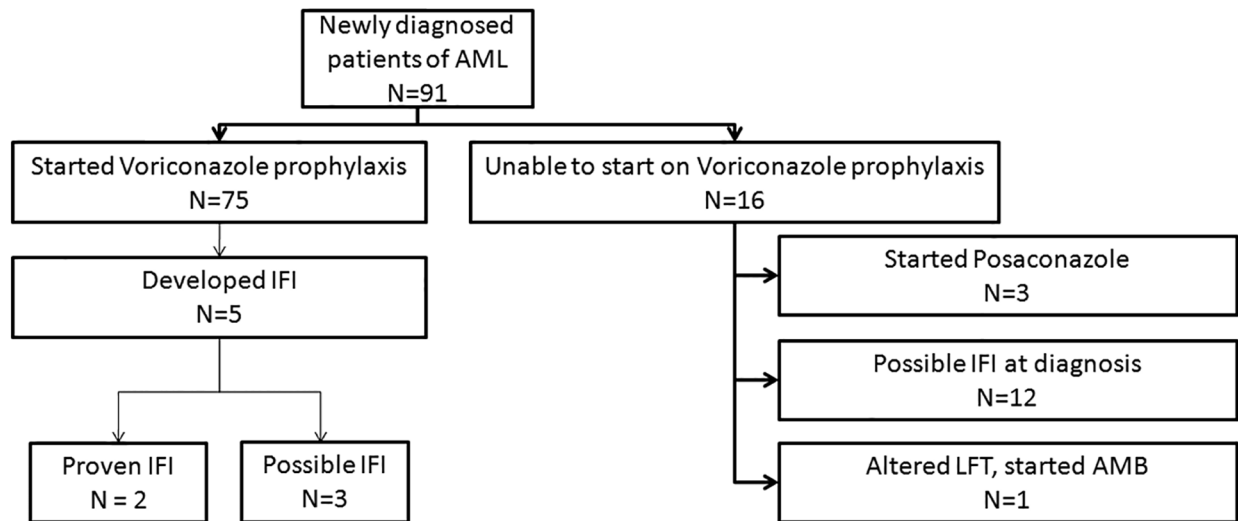 Newly diagnosed
patients of AML
N=91
Started Voriconazole prophylaxis
N=75
Unable to start on Voriconazole prophylaxis
N=16
Developed IFI
N=5
Started Posaconazole
N=3
Possible IFI at diagnosis
N=12
Proven IFI
N = 2
Possible IFI
N=3
Altered LFT, started AMB
N=1